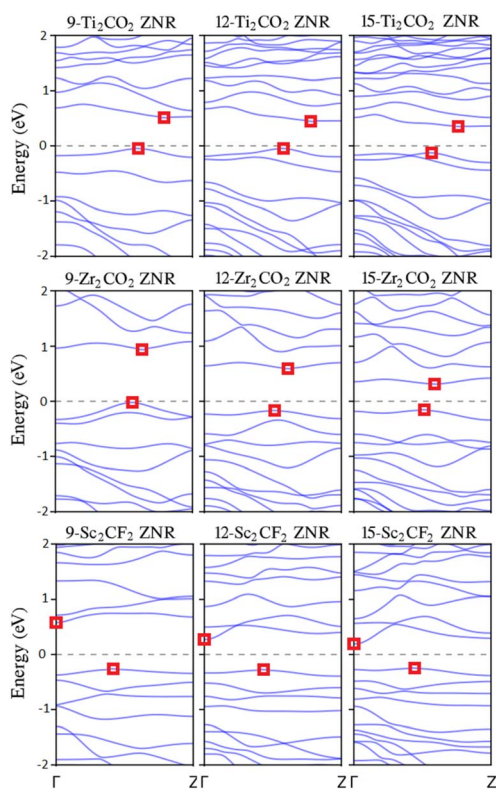 9-Ti₂CO₂ ZNR 12-Ti₂CO₂ ZNR 15-Ti₂CO₂ ZNR
2
1
0
-1
-2
Energy (eV)
9-Zr₂CO₂ ZNR 12-Zr₂CO₂ ZNR 15-Zr₂CO₂ ZNR
2
1
0
-1
-2
Energy (eV)
9-Sc₂CF₂ ZNR 12-Sc₂CF₂ ZNR 15-Sc₂CF₂ ZNR
2
1
0
-1
-2
Energy (eV)
Γ Z Γ Z Γ Z